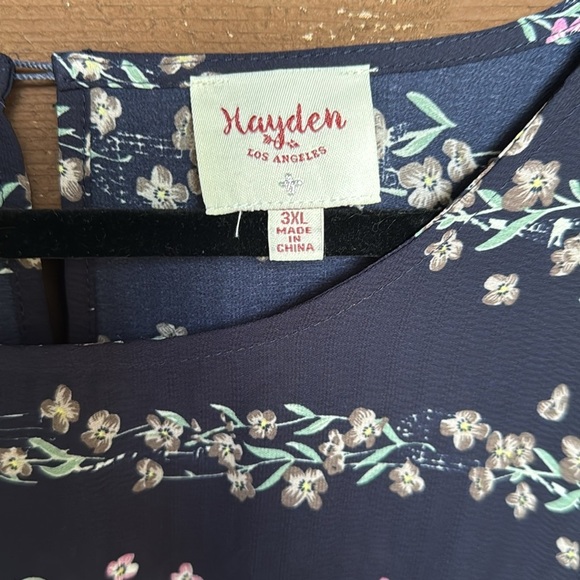 Hayden
LOS ANGELES
3XL
MADE
IN
CHINA